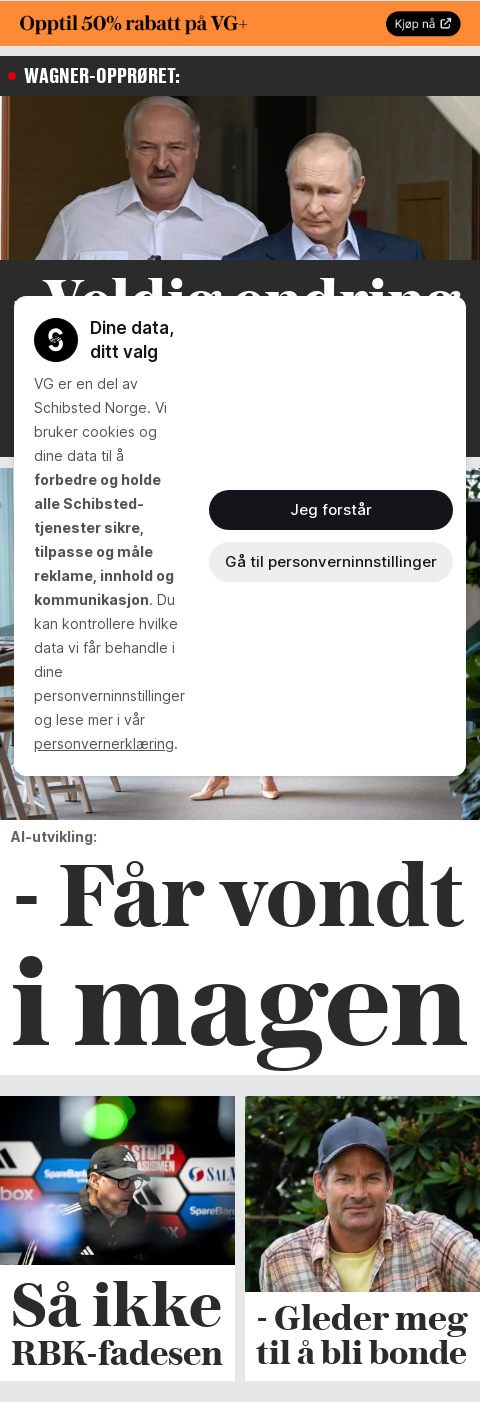 Opptil 50% rabatt på VG+
Kjøp nå
WAGNER-OPPRØRET:
Veldig endring
Dine data,
ditt valg
VG er en del av
Schibsted Norge. Vi
bruker cookies og
dine data til å
forbedre og holde
alle Schibsted-
tjenester sikre,
tilpasse og måle
reklame, innhold og
kommunikasjon. Du
kan kontrollere hvilke
data vi får behandle i
dine
personverninnstillinger
og lese mer i vår
personvernerklæring.
Jeg forstår
Gå til personverninnstillinger
AI-utvikling:
- Får vondt
i magen
STOPP
RASISMEN
SpareBank
SALM
box
SpareBa
Så ikke
RBK-fadesen
- Gleder meg
til å bli bonde